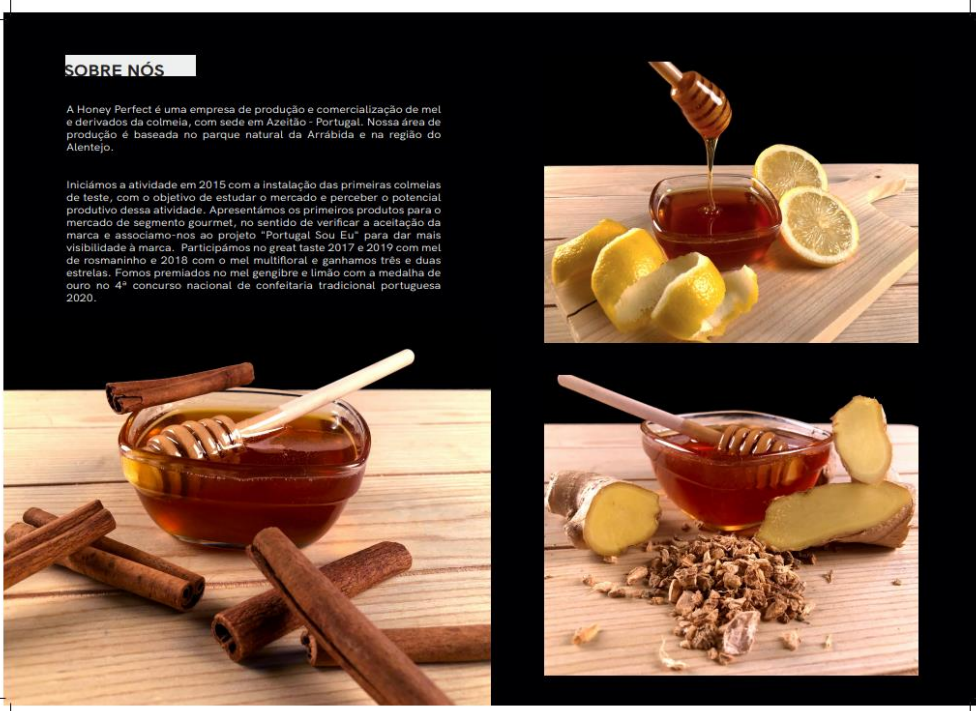 SOBRE NÓS
A Honey Perfect é uma empresa de produção e comercialização de mel
e derivados da colmeia, com sede em Azeitão - Portugal. Nossa área de
produção é baseada no parque natural da Arrábida e na região do
Alentejo.
Iniciámos a atividade em 2015 com a instalação das primeiras colmeias
de teste, com o objetivo de estudar o mercado e perceber o potencial
produtivo dessa atividade. Apresentámos os primeiros produtos para o
mercado de segmento gourmet, no sentido de verificar a aceitação da
marca e associamo-nos ao projeto "Portugal Sou Eu" para dar mais
visibilidade à marca. Participámos no great taste 2017 e 2019 com mel
de rosmaninho e 2018 com o mel multifloral e ganhamos três e duas
estrelas. Fomos premiados no mel gengibre e limão com a medalha de
ouro no 4ª concurso nacional de confeitaria tradicional portuguesa
2020.